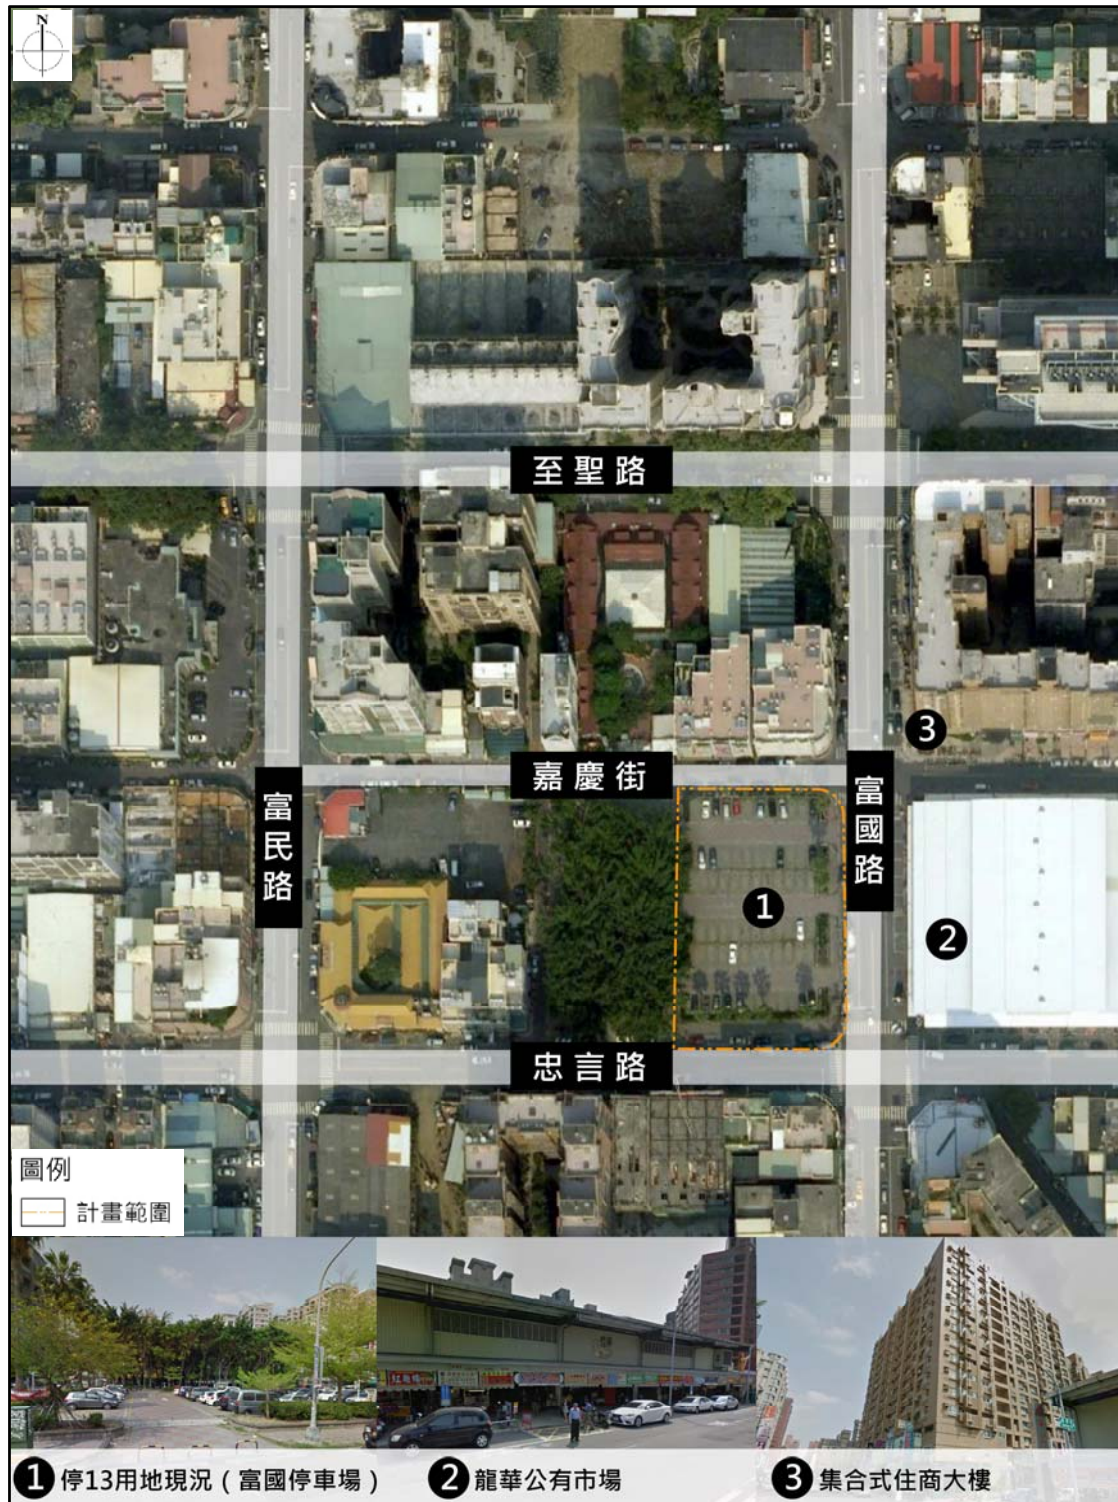 N
至聖路
嘉慶街
富民路
富國路
1
2
3
忠言路
圖例
計畫範圍
1 停13用地現況（富國停車場）
2 龍華公有市場
3 集合式住商大樓